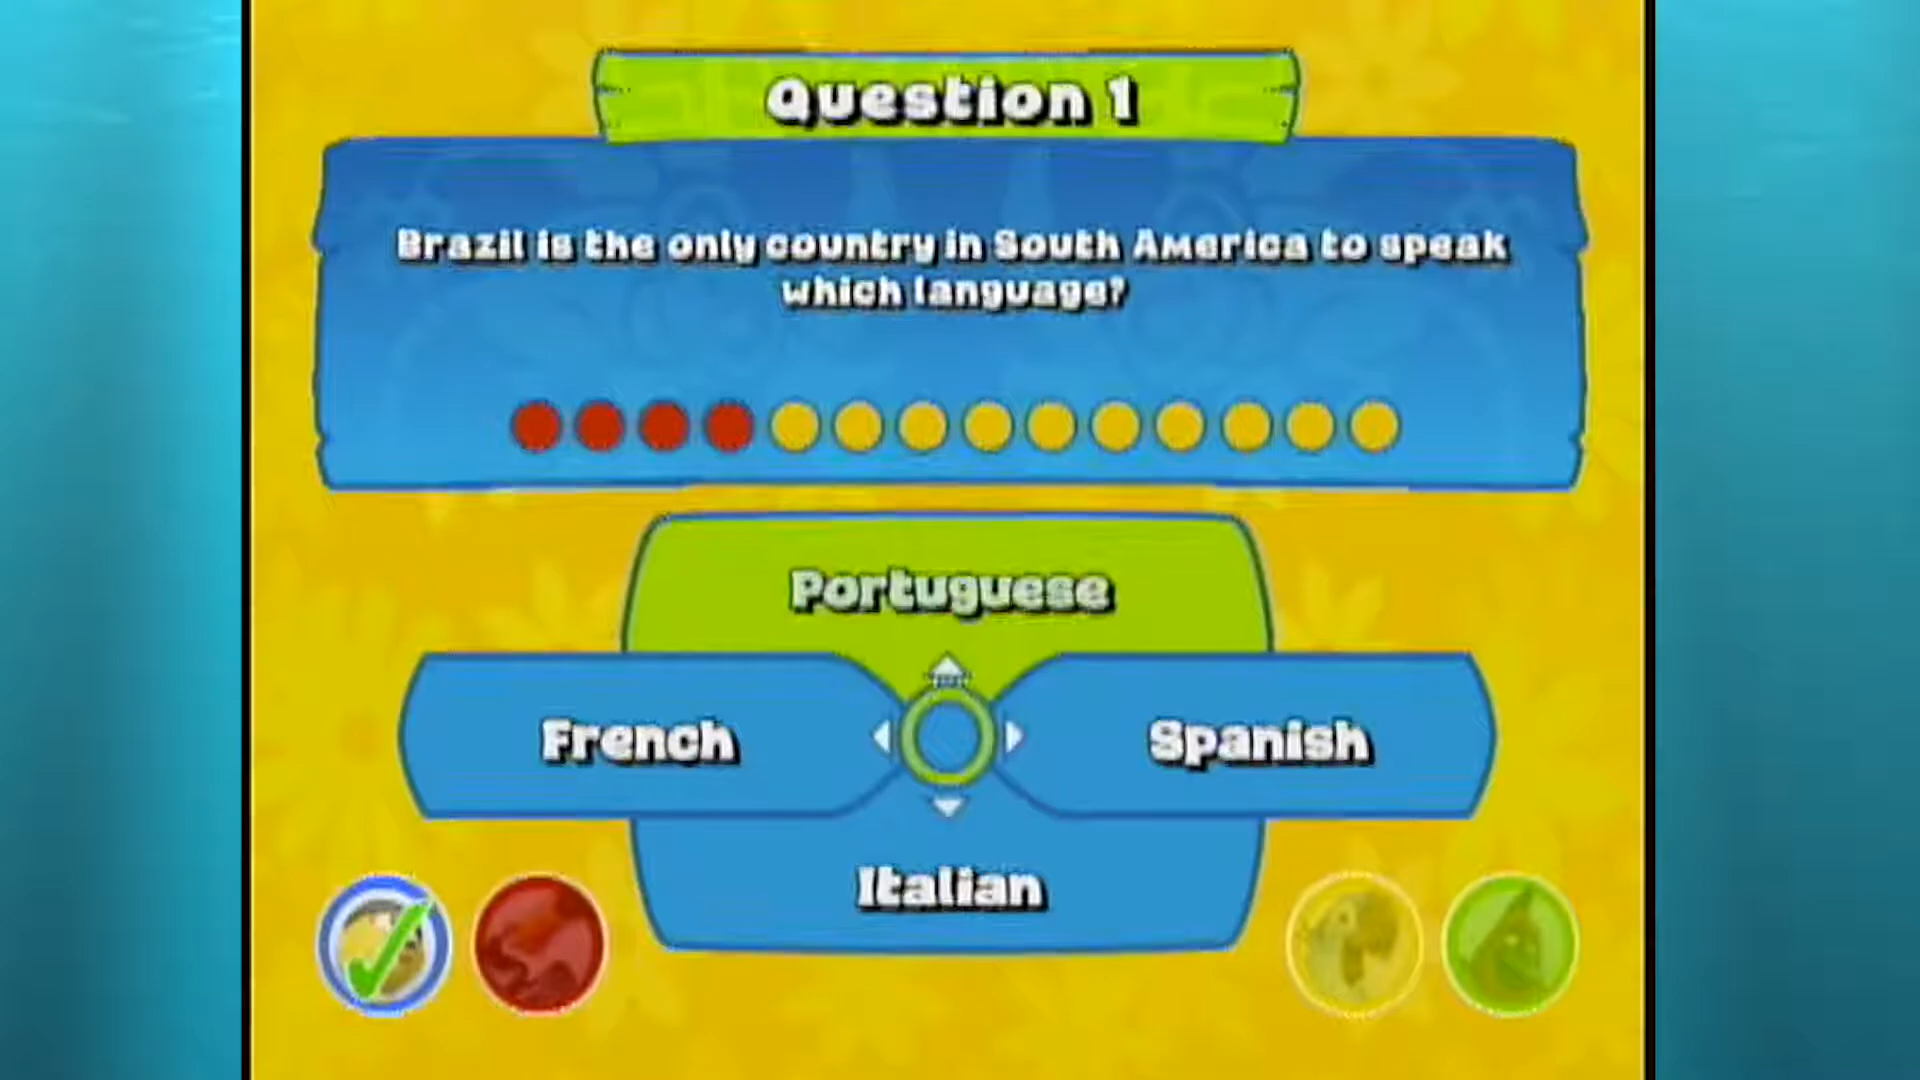 Question 1
Brazil is the only country in South America to speak
which language?
Portuguese
French
Spanish
Italian